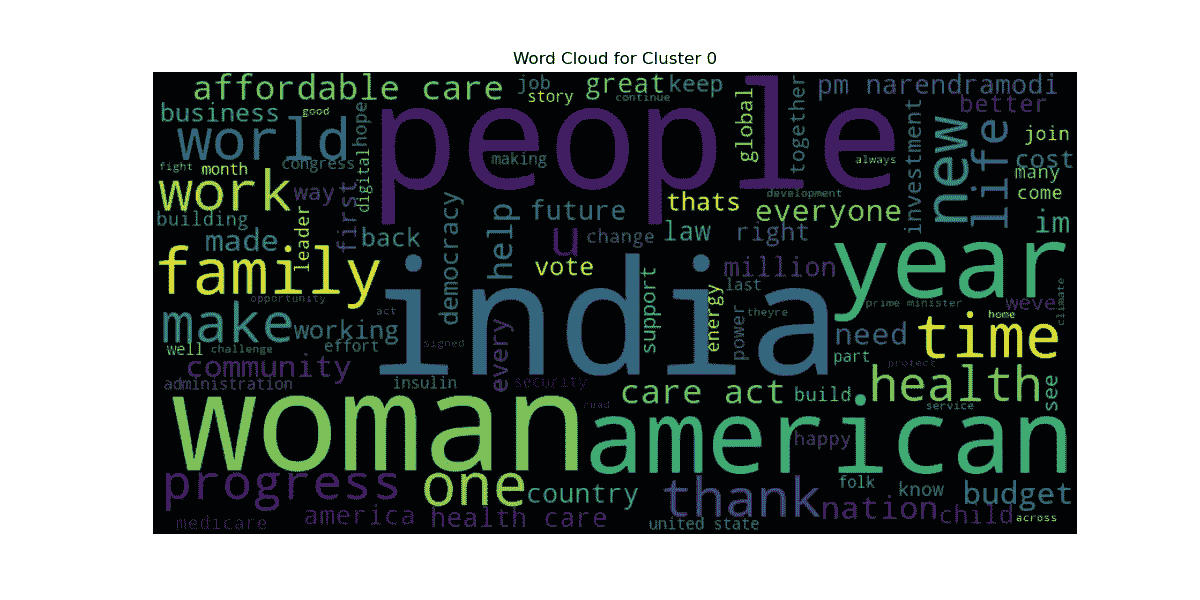 Word Cloud for Cluster 0
affordable care
job
great
keep
pm narendramodi
story
continue
business
good
hope
people
global
together
better
world
digital
investment
new
life
join
fight
month
congress
making
always
cost
many
work
way
first
thats
development
come
building
leader
democracy
help
future
everyone
im
made
back
u
change
law
right
family
india
vote
support
energy
million
year
last
opportunity
prime minister
weve
climate
make
working
act
power
theyre
need
time
home
effort
signed
well
challenge
every
part
protect
community
administration
insulin
security
care act
build
health
see
woman
road
american
service
happy
progress
one
country
thank
folk
know
budget
nation
child
across
medicare
america
health care
united state